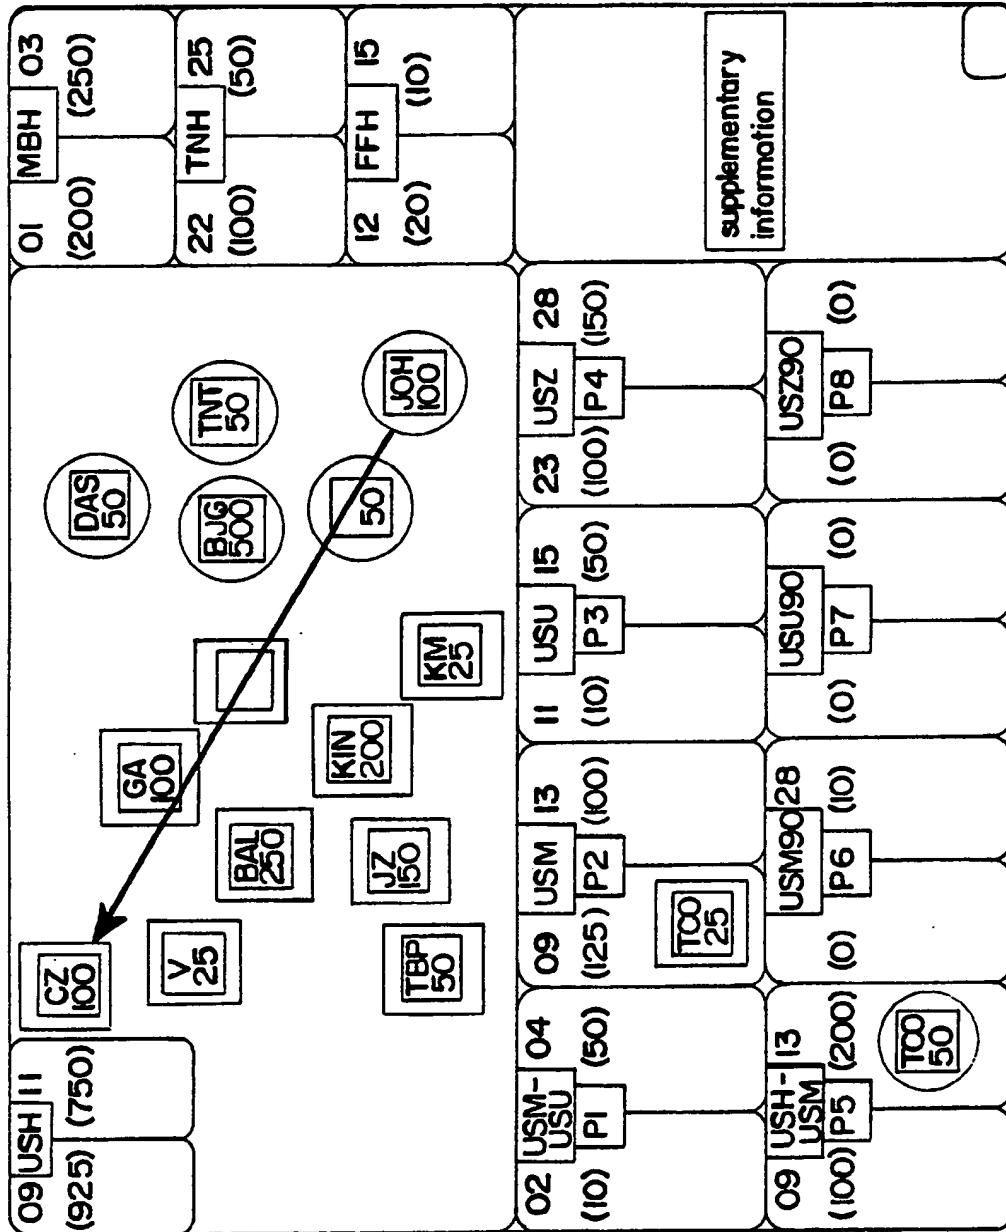 09 USH 11
(925) (750)
CZ
100
V
25
TBP
50
GA
100
BAL
250
JZ
150
KIN
200
KM
25
DAS
50
BJG
500
50
TNT
50
JOH
100
01 MBH 03
(200) (250)
22 TNH 25
(100) (50)
12 FFH 15
(20) (10)
02 USM-USU 04
(10) P1 (50)
09 USM 13
(125) P2 (100)
TCO
25
11 USU 15
(10) P3 (50)
23 USZ 28
(100) P4 (150)
09 USH-USM 13
(100) P5 (200)
TCO
50
USM90 28
(0) P6 (10)
USU90
(0) P7 (0)
USZ90
(0) P8 (0)
supplementary
information